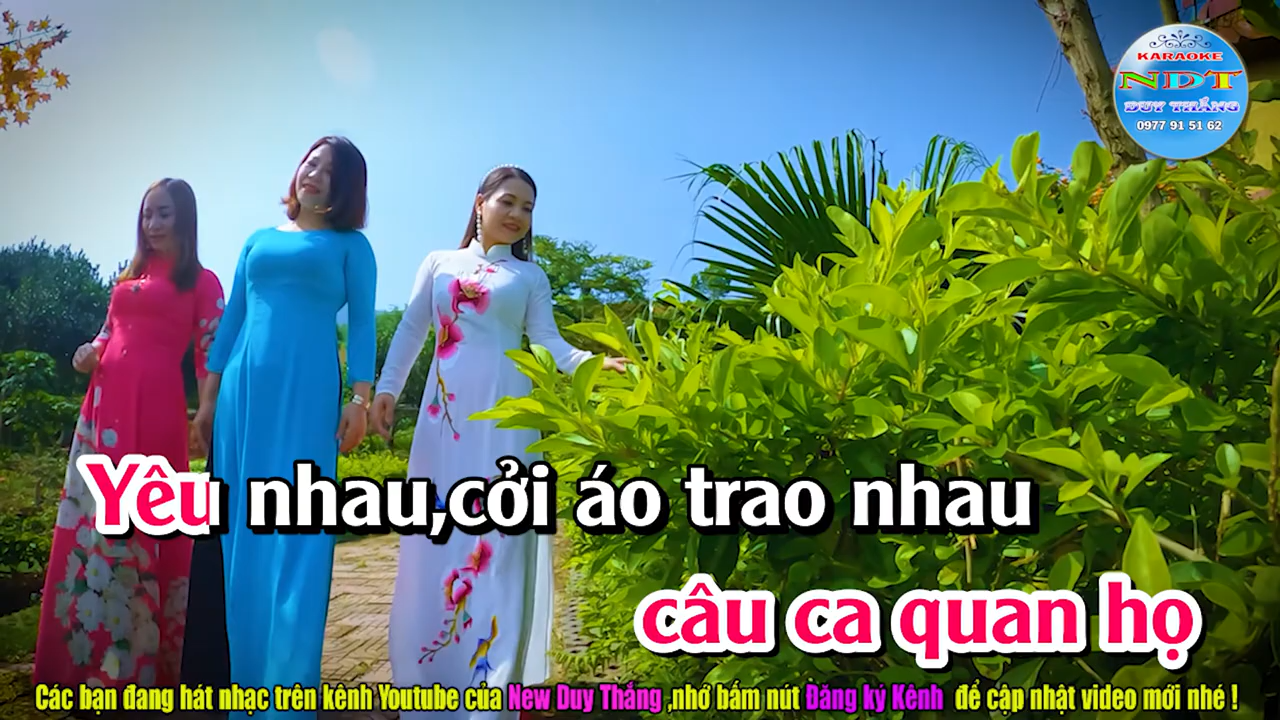 KARAOKE
NDT
DUY THẮNG
0977 91 51 62
Yêu nhau,cởi áo trao nhau
câu ca quan họ
Các bạn đang hát nhạc trên kênh Youtube của New Duy Thắng ,nhớ bấm nút Đăng ký Kênh để cập nhật video mới nhé !